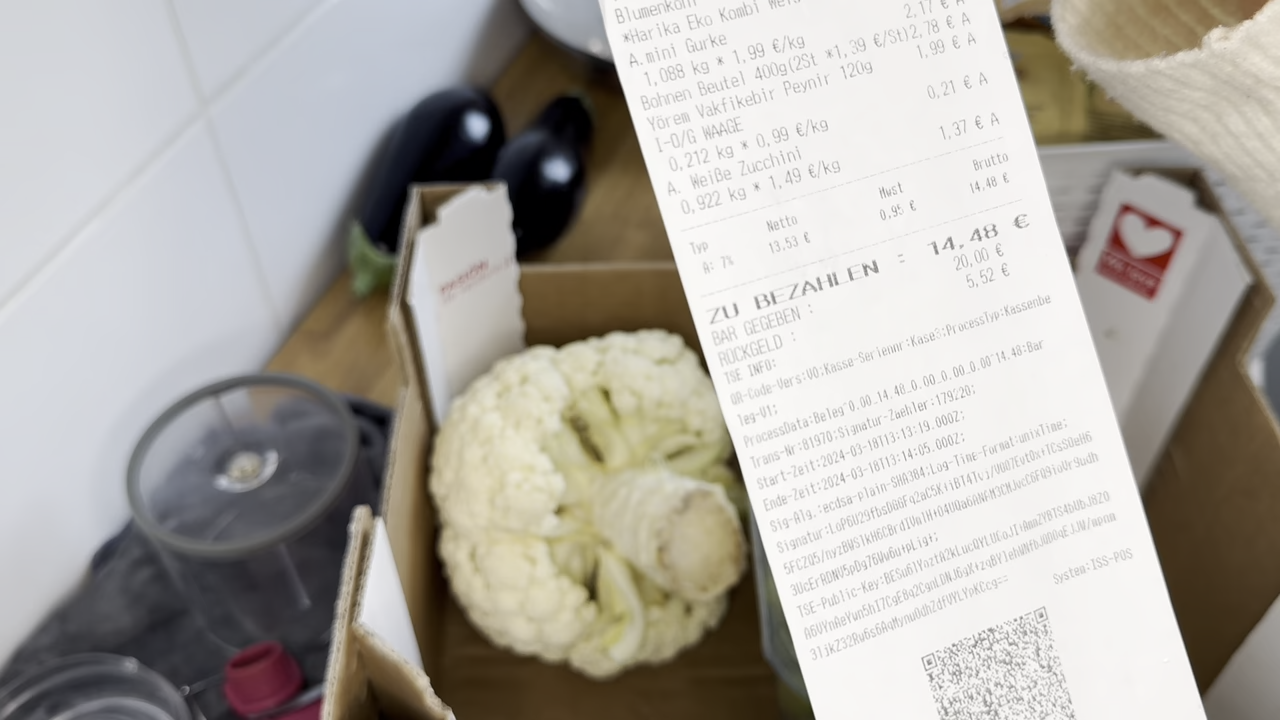 Blumenkohl
*Harika Eko Kombi Weiß
A.mini Gurke 2,17 € A
1,088 kg * 1,99 €/kg
Bohnen Beutel 400g(2St *1,39 €/St)2,78 € A
Yörem Vakfikebir Peynir 120g 1,99 € A
I-O/G WAAGE
0,212 kg * 0,99 €/kg 0,21 € A
A. Weiße Zucchini
0,922 kg * 1,49 €/kg 1,37 € A
Typ Netto Mwst Brutto
A: 7% 13,53 € 0,95 € 14,48 €
ZU BEZAHLEN : 14.48 €
BAR GEGEBEN : 20,00 €
RÜCKGELD : 5,52 €
TSE INFO:
QR-Code-Vers:V0;Kasse-Seriennr:Kase3;ProcessTyp:Kassenbe
leg-V1;
ProcessData:Beleg^0.00_14.48_0.00_0.00_0.00^14.48:Bar
Trans-Nr:81970;Signatur-Zaehler:179220;
Start-Zeit:2024-03-18T13:13:19.000Z;
Ende-Zeit:2024-03-18T13:14:05.000Z;
Sig-Alg.:ecdsa-plain-SHA384;Log-Time-Format:unixTime;
System:ISS-POS